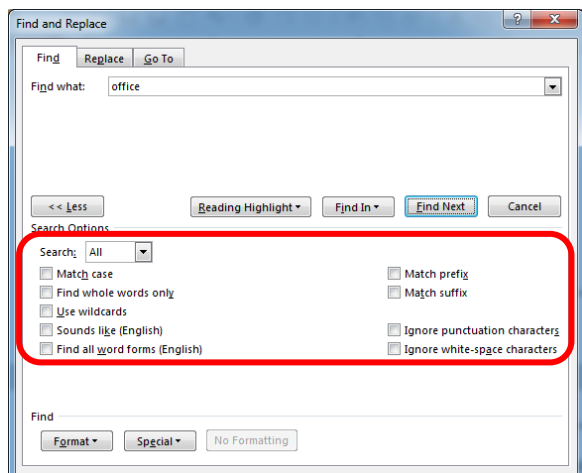 Find and Replace
Find Replace Go To
Find what: office
<< Less Reading Highlight Find In Find Next Cancel
Search Options
Search: All
Match case Match prefix
Find whole words only Match suffix
Use wildcards
Sounds like (English) Ignore punctuation characters
Find all word forms (English) Ignore white-space characters
Find
Format Special No Formatting